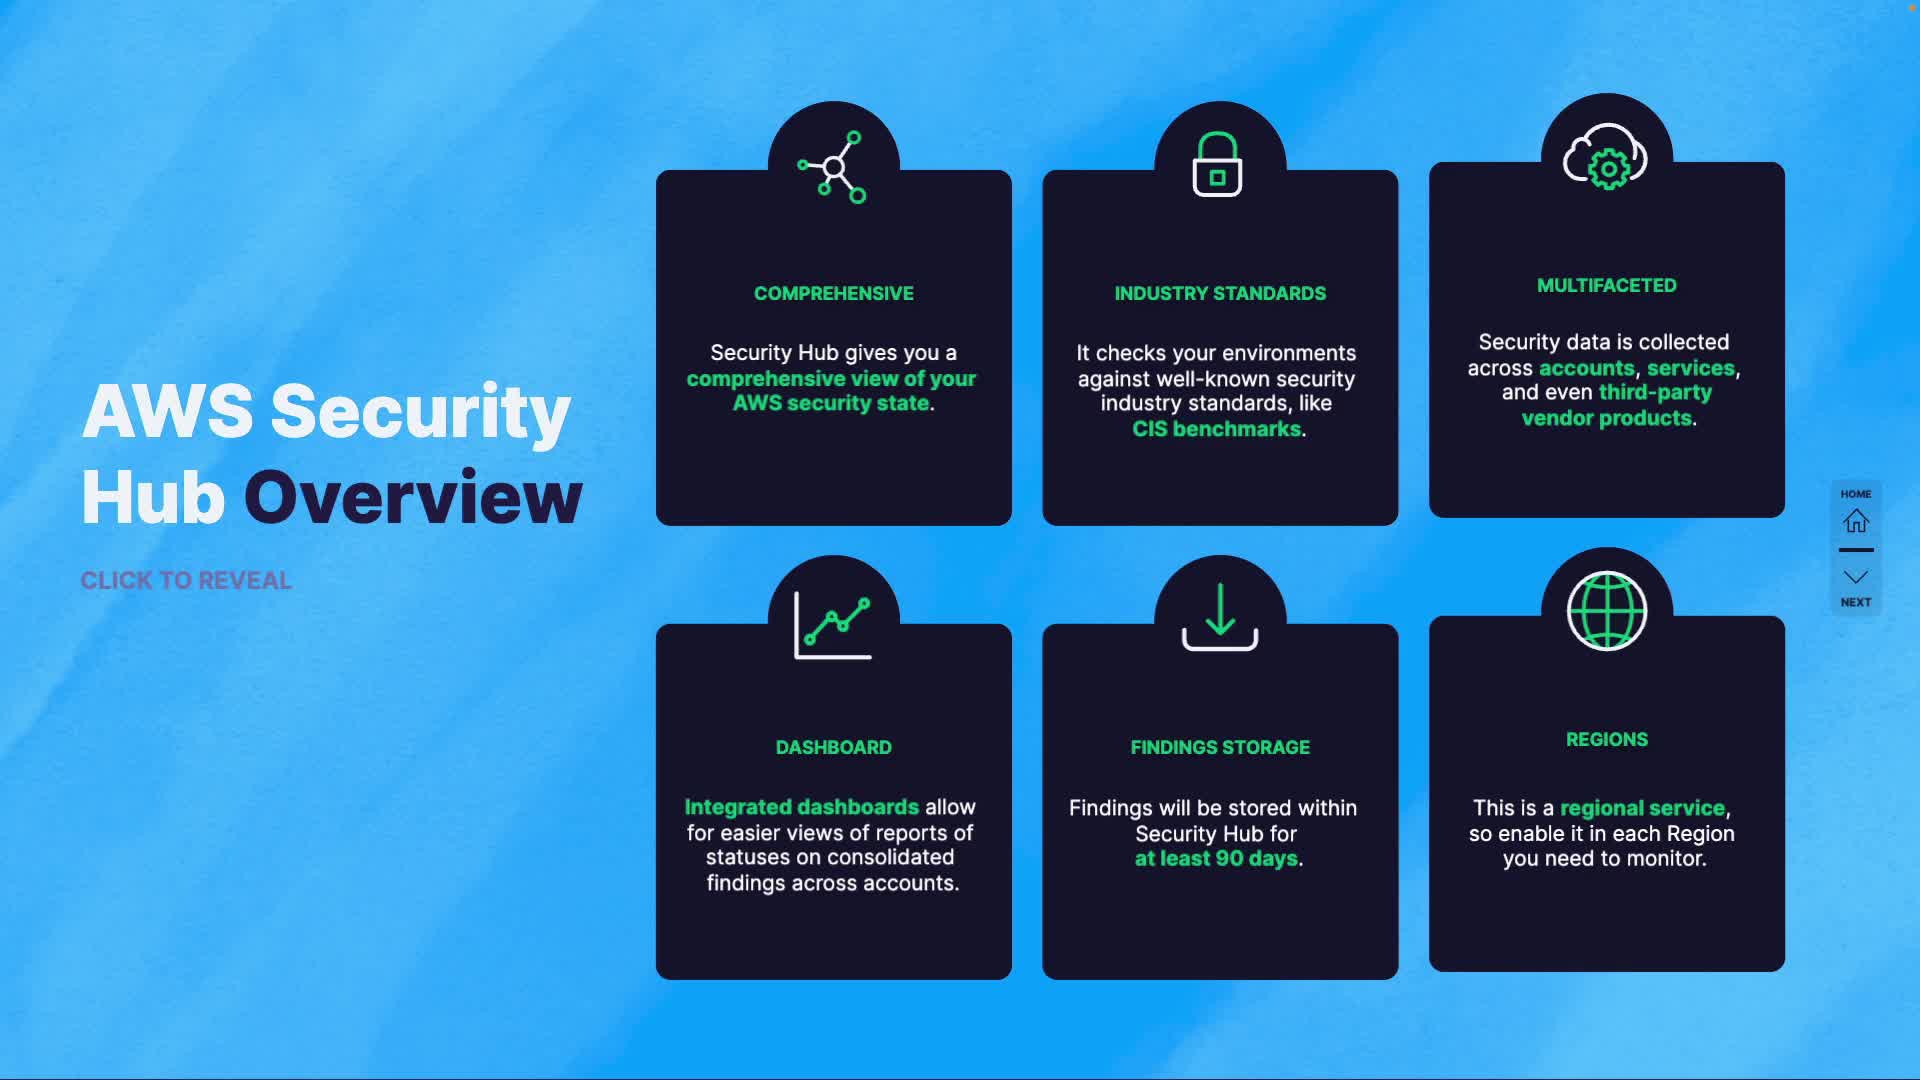 AWS Security
Hub Overview
CLICK TO REVEAL
COMPREHENSIVE
Security Hub gives you a
comprehensive view of your
AWS security state.
INDUSTRY STANDARDS
It checks your environments
against well-known security
industry standards, like
CIS benchmarks.
MULTIFACETED
Security data is collected
across accounts, services,
and even third-party
vendor products.
DASHBOARD
Integrated dashboards allow
for easier views of reports of
statuses on consolidated
findings across accounts.
FINDINGS STORAGE
Findings will be stored within
Security Hub for
at least 90 days.
REGIONS
This is a regional service,
so enable it in each Region
you need to monitor.
HOME
NEXT